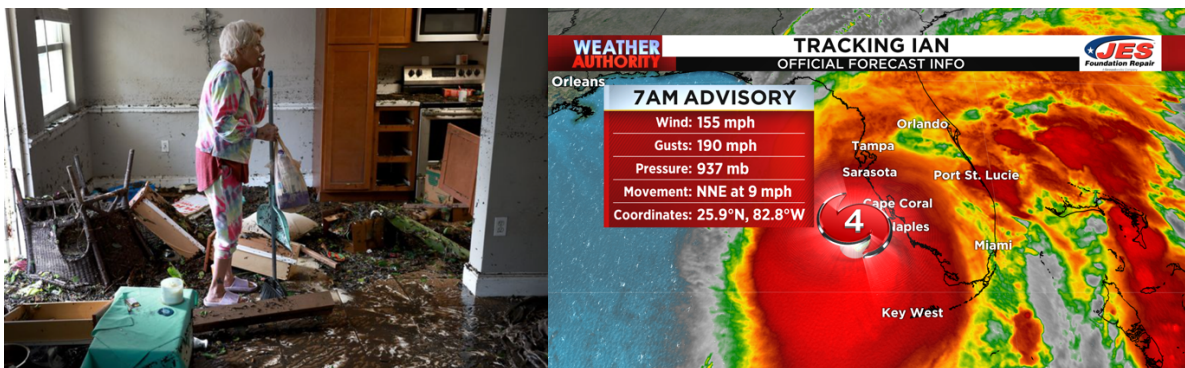 WEATHER
AUTHORITY
TRACKING IAN
OFFICIAL FORECAST INFO
JES
Foundation Repair
Orleans
7AM ADVISORY
Wind: 155 mph
Gusts: 190 mph
Pressure: 937 mb
Movement: NNE at 9 mph
Coordinates: 25.9°N, 82.8°W
Orlando
Tampa
Sarasota
Port St. Lucie
Cape Coral
4
aples
Miami
Key West